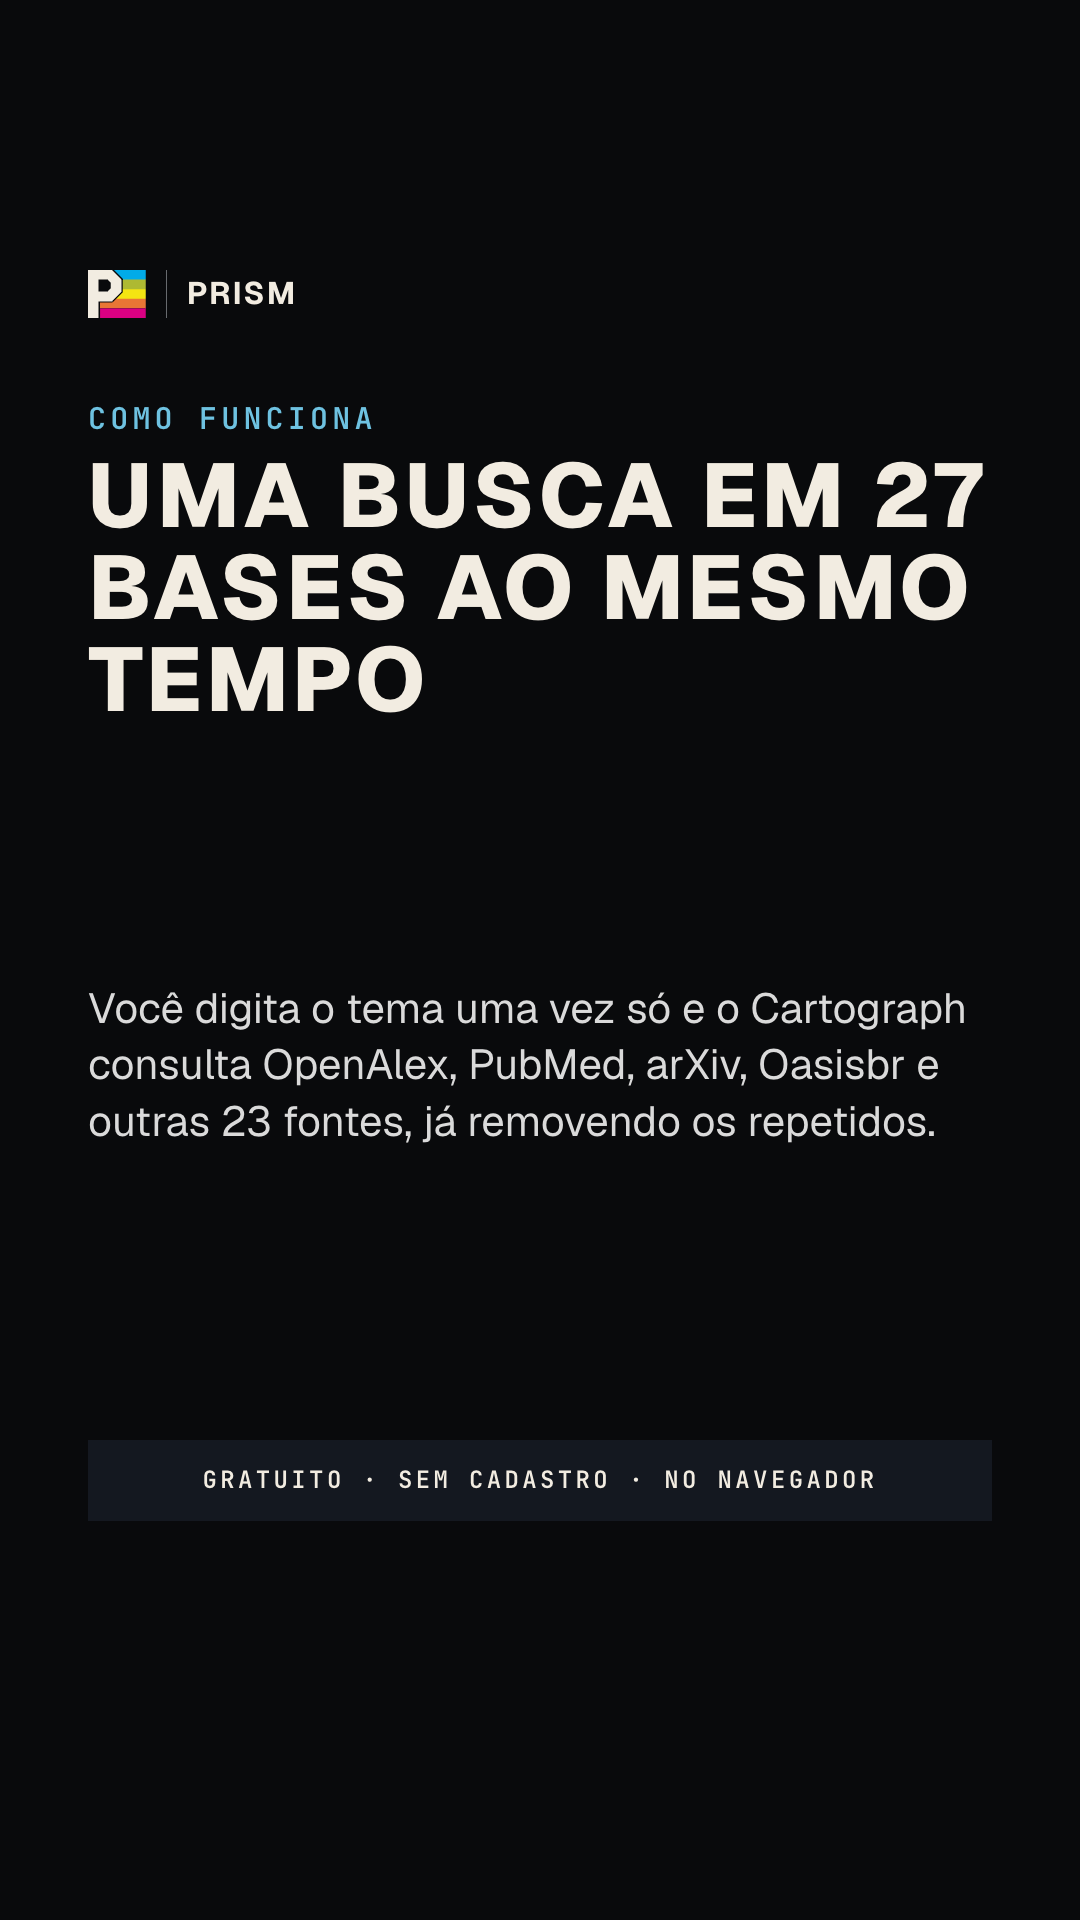 PRISM
COMO FUNCIONA
UMA BUSCA EM 27
BASES AO MESMO
TEMPO
Você digita o tema uma vez só e o Cartograph
consulta OpenAlex, PubMed, arXiv, Oasisbr e
outras 23 fontes, já removendo os repetidos.
GRATUITO · SEM CADASTRO · NO NAVEGADOR